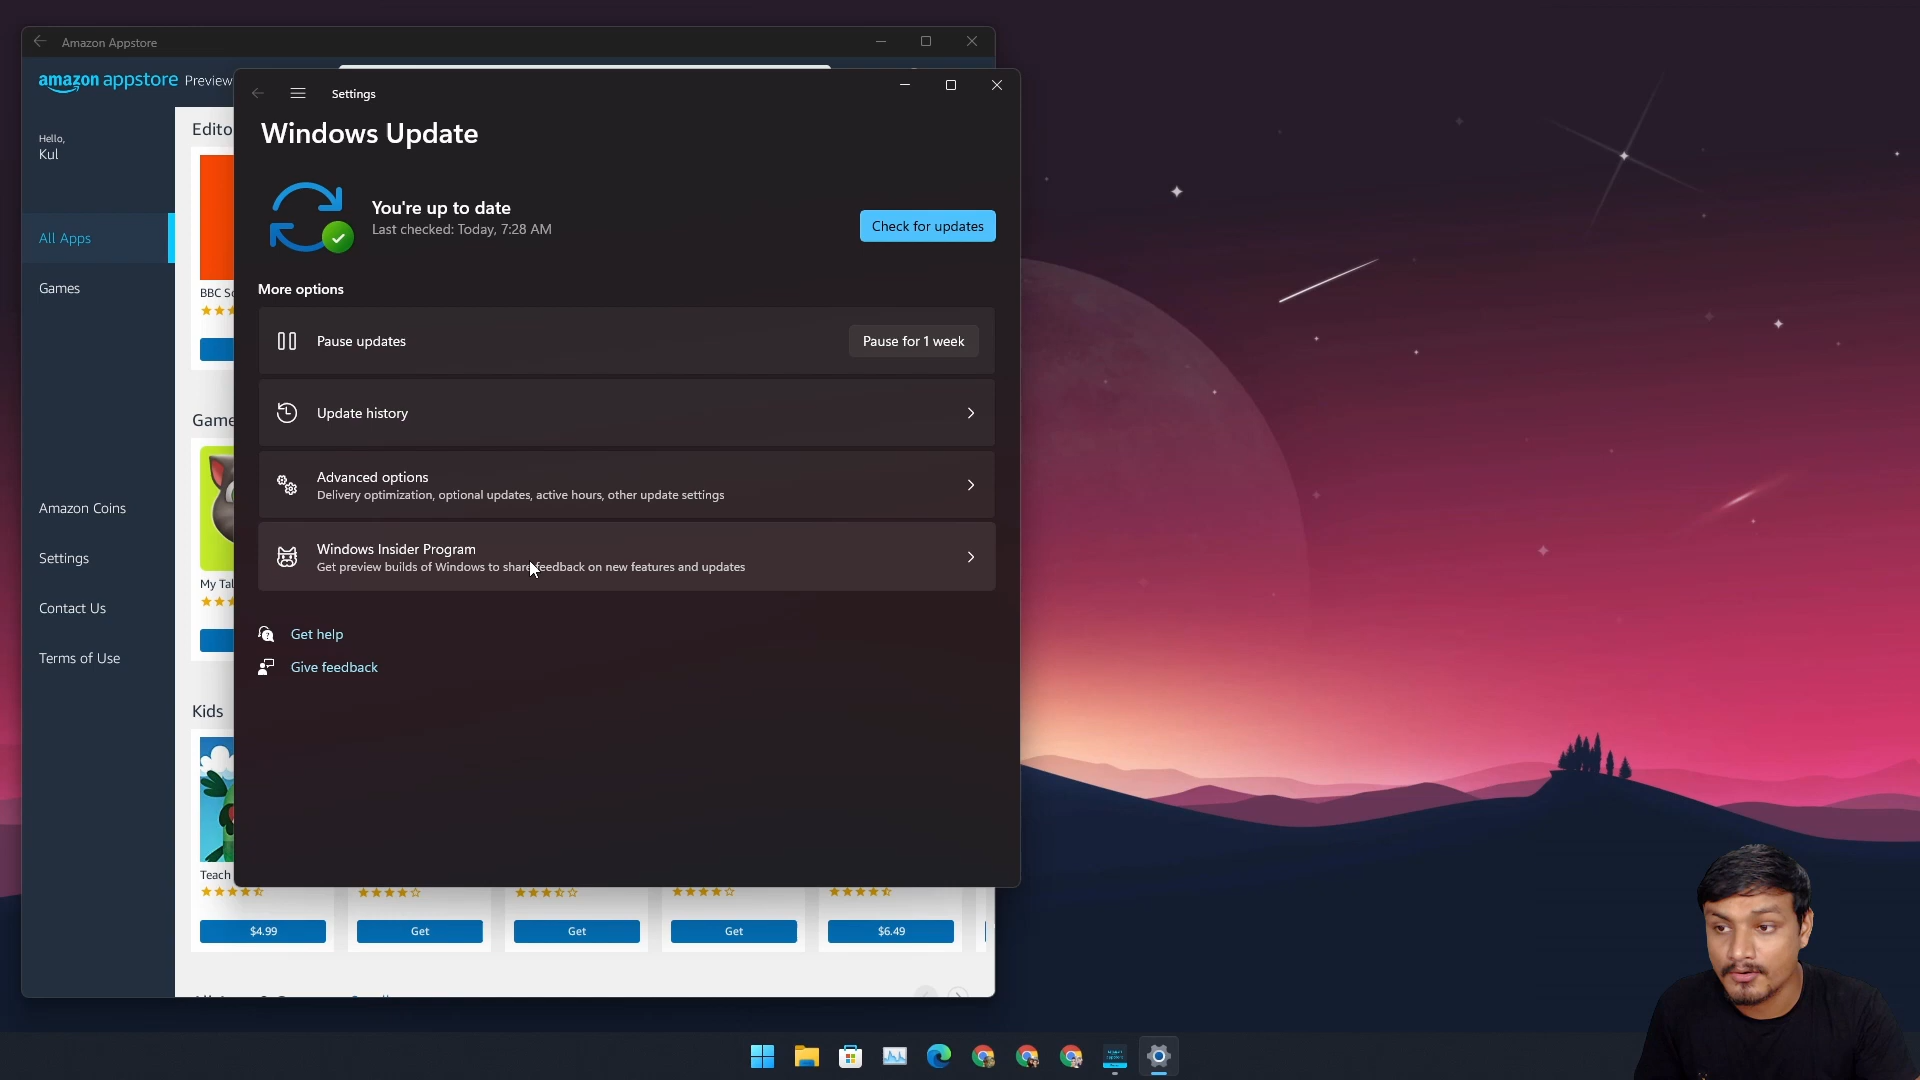 Amazon Appstore
amazon appstore Preview
Hello,
Kul
All Apps
Games
Amazon Coins
Settings
Contact Us
Terms of Use
Edito
BBC So
Game
My Tal
Kids
Teach
$4.99
Get
Get
Get
$6.49
Settings
Windows Update
You're up to date
Last checked: Today, 7:28 AM
Check for updates
More options
Pause updates
Pause for 1 week
Update history
Advanced options
Delivery optimization, optional updates, active hours, other update settings
Windows Insider Program
Get preview builds of Windows to share feedback on new features and updates
Get help
Give feedback